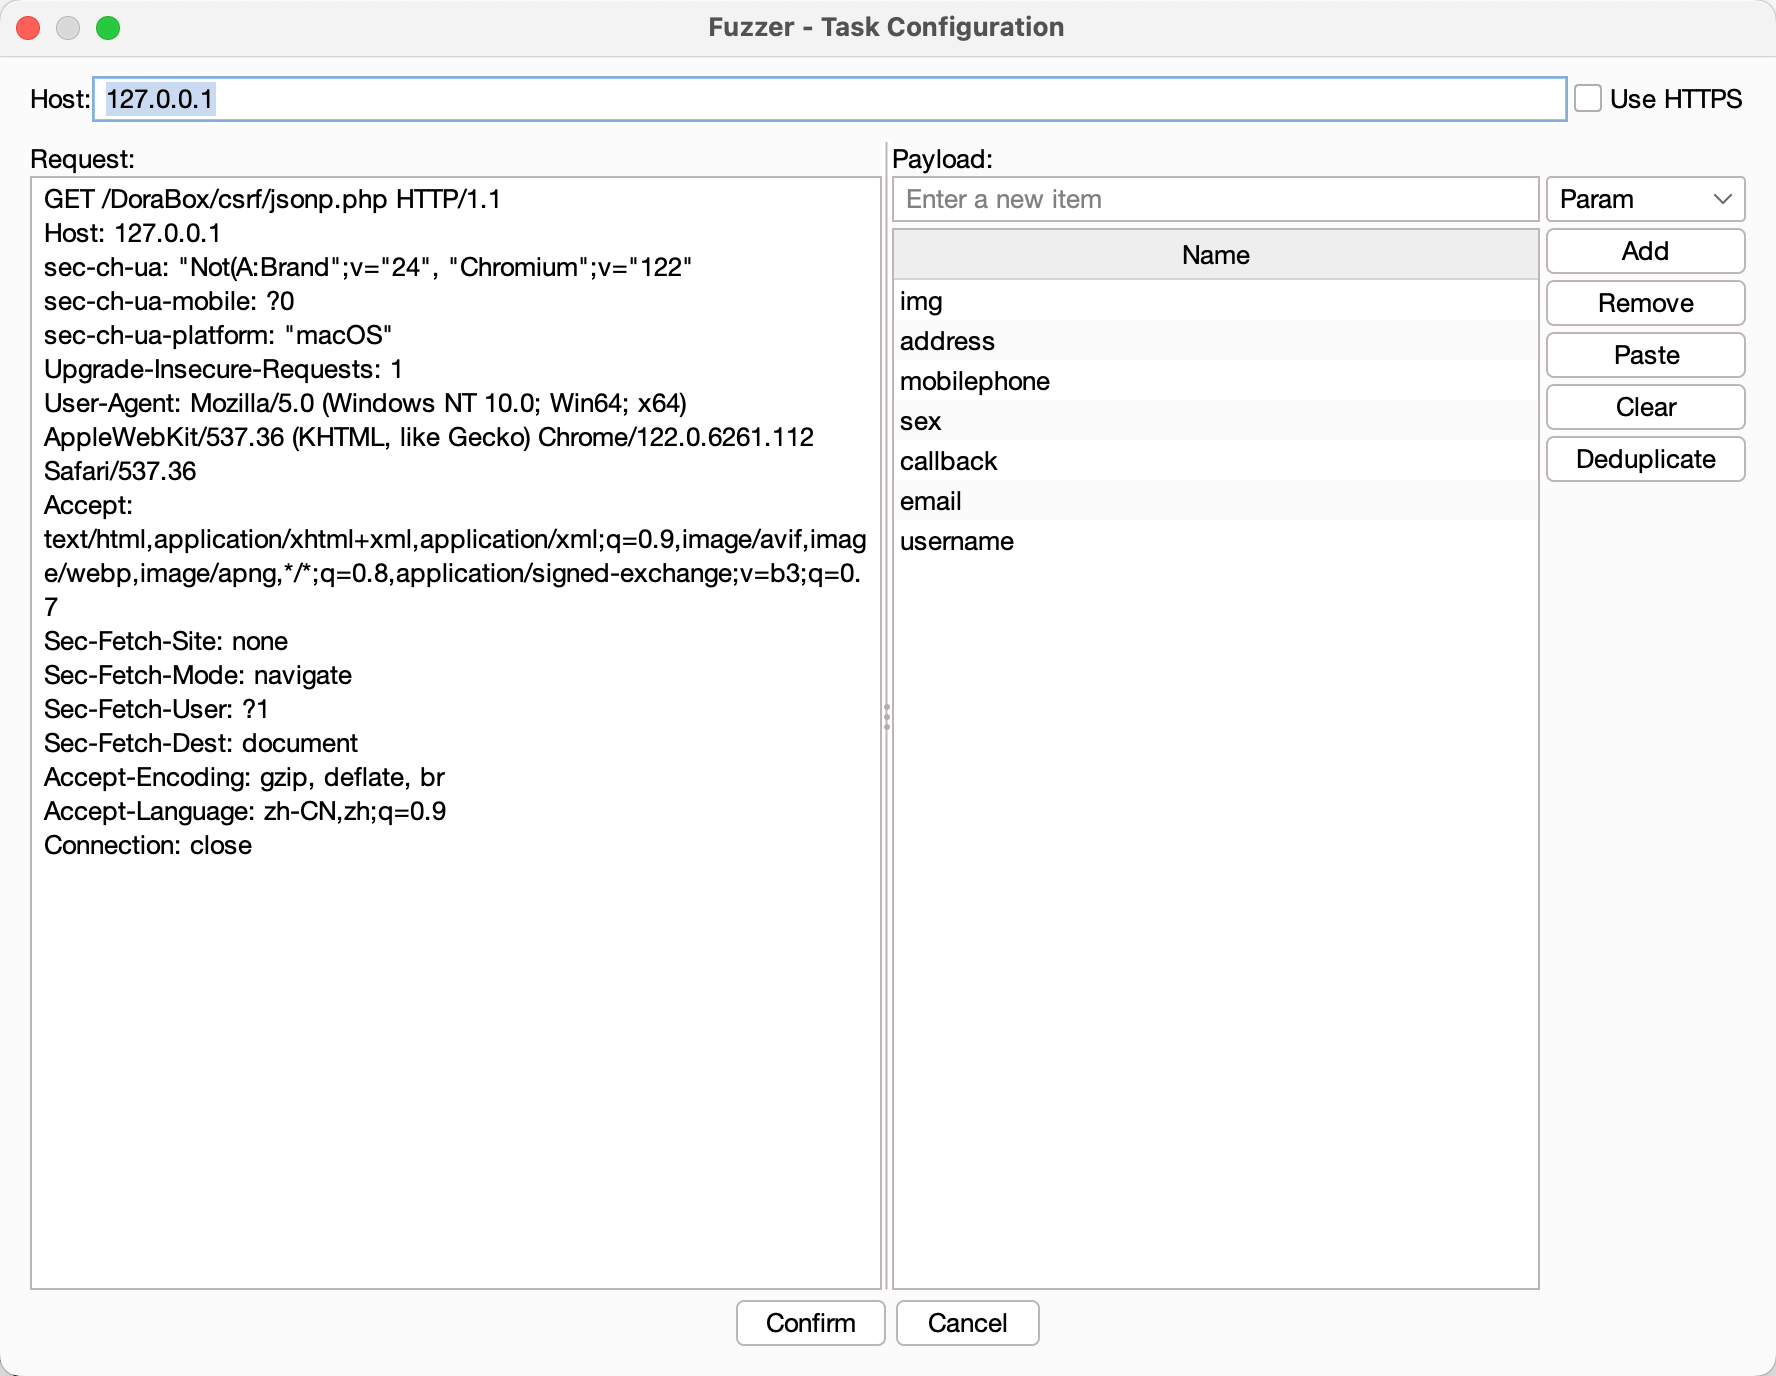 Fuzzer - Task Configuration
Host: 127.0.0.1 Use HTTPS
Request:
GET /DoraBox/csrf/jsonp.php HTTP/1.1
Host: 127.0.0.1
sec-ch-ua: "Not(A:Brand";v="24", "Chromium";v="122"
sec-ch-ua-mobile: ?0
sec-ch-ua-platform: "macOS"
Upgrade-Insecure-Requests: 1
User-Agent: Mozilla/5.0 (Windows NT 10.0; Win64; x64)
AppleWebKit/537.36 (KHTML, like Gecko) Chrome/122.0.6261.112
Safari/537.36
Accept:
text/html,application/xhtml+xml,application/xml;q=0.9,image/avif,imag
e/webp,image/apng,*/*;q=0.8,application/signed-exchange;v=b3;q=0.
7
Sec-Fetch-Site: none
Sec-Fetch-Mode: navigate
Sec-Fetch-User: ?1
Sec-Fetch-Dest: document
Accept-Encoding: gzip, deflate, br
Accept-Language: zh-CN,zh;q=0.9
Connection: close
Payload:
Enter a new item
Name
img
address
mobilephone
sex
callback
email
username
Param
Add
Remove
Paste
Clear
Deduplicate
Confirm
Cancel